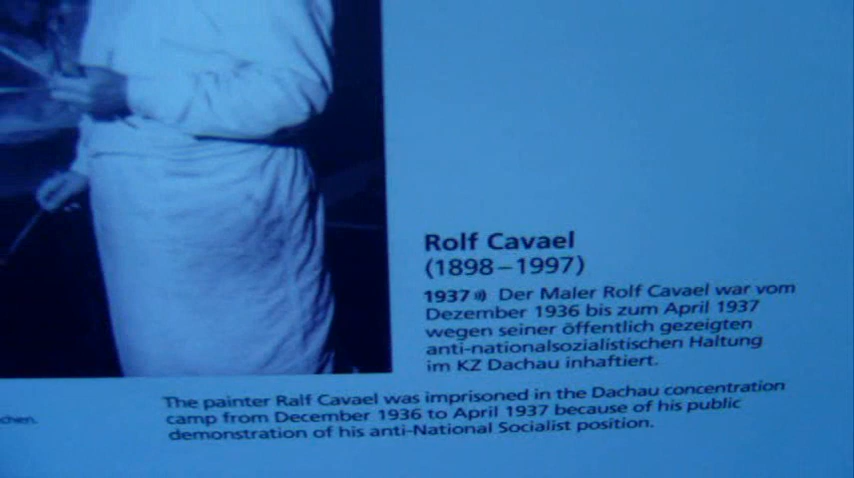 Rolf Cavael
(1898–1997)
1937 Der Maler Rolf Cavael war vom
Dezember 1936 bis zum April 1937
wegen seiner öffentlich gezeigten
anti-nationalsozialistischen Haltung
im KZ Dachau inhaftiert.
The painter Ralf Cavael was imprisoned in the Dachau concentration
camp from December 1936 to April 1937 because of his public
demonstration of his anti-National Socialist position.
chen.